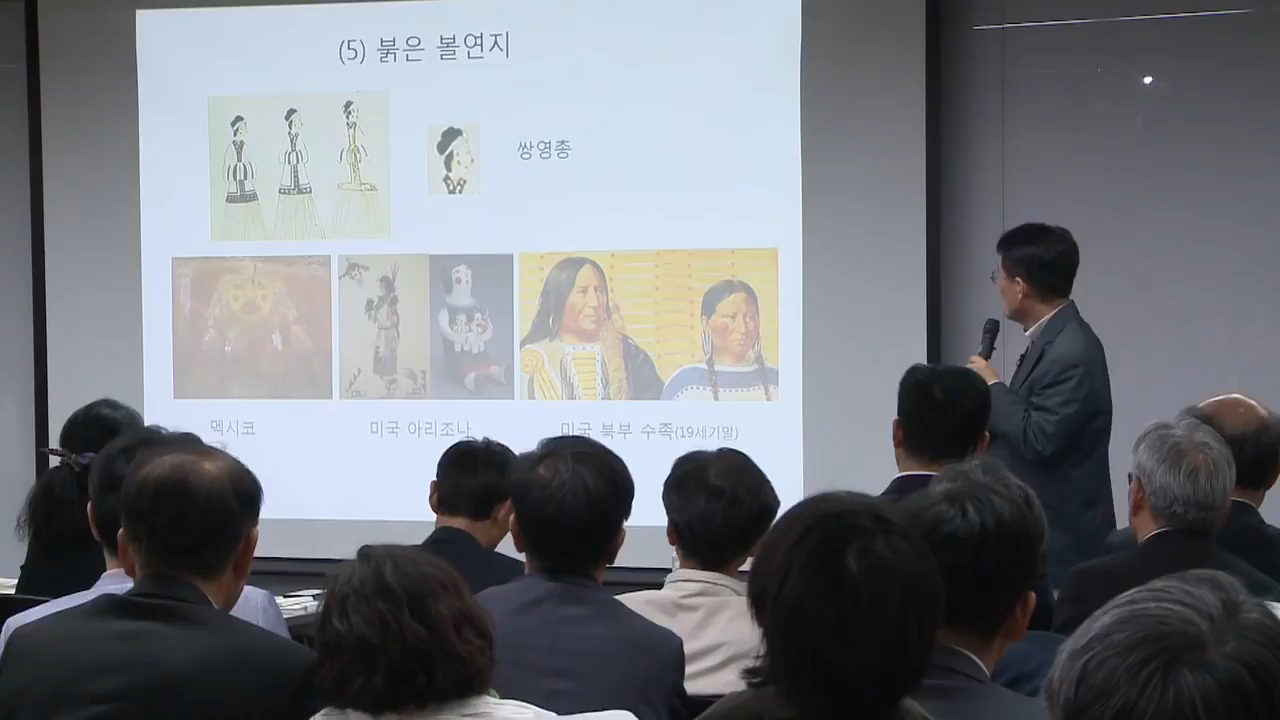 (5) 붉은 볼연지
쌍영총
멕시코
미국 아리조나
미국 북부 수족(19세기말)